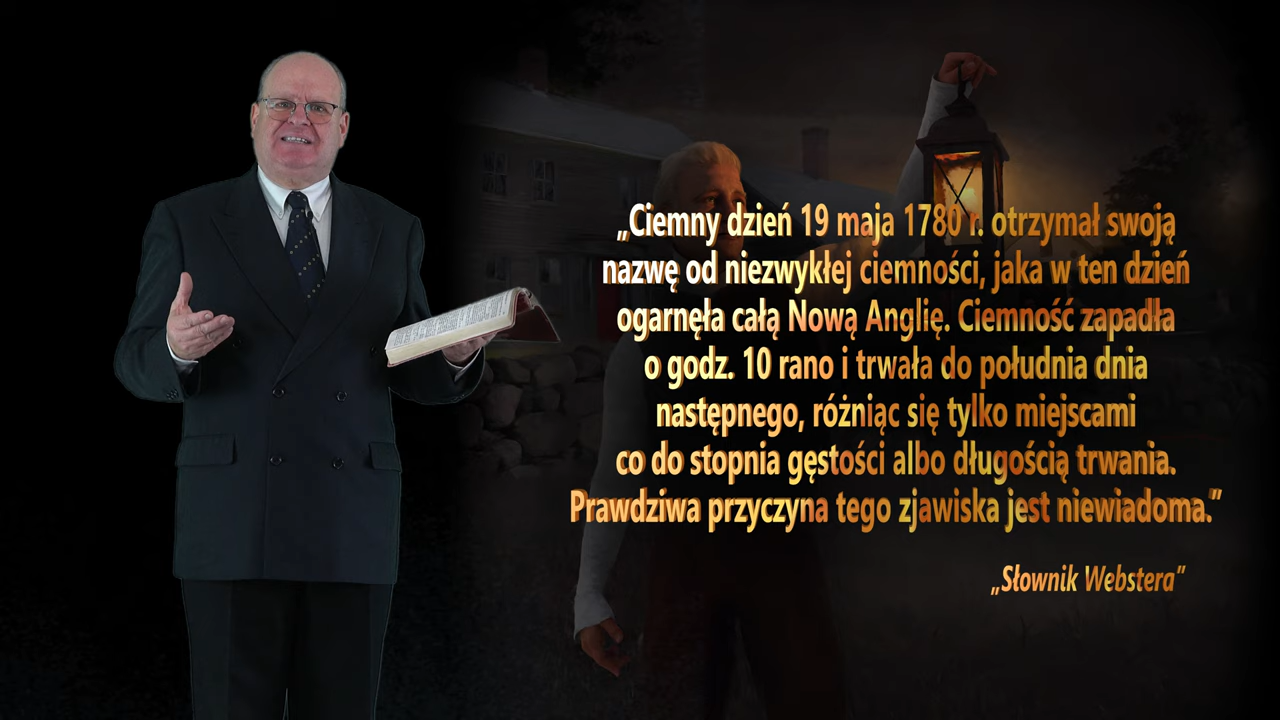 „Ciemny dzień 19 maja 1780 r. otrzymał swoją
nazwę od niezwykłej ciemności, jaka w ten dzień
ogarnęła całą Nową Anglię. Ciemność zapadła
o godz. 10 rano i trwała do południa dnia
następnego, różniąc się tylko miejscami
co do stopnia gęstości albo długością trwania.
Prawdziwa przyczyna tego zjawiska jest niewiadoma.”
„Słownik Webstera”